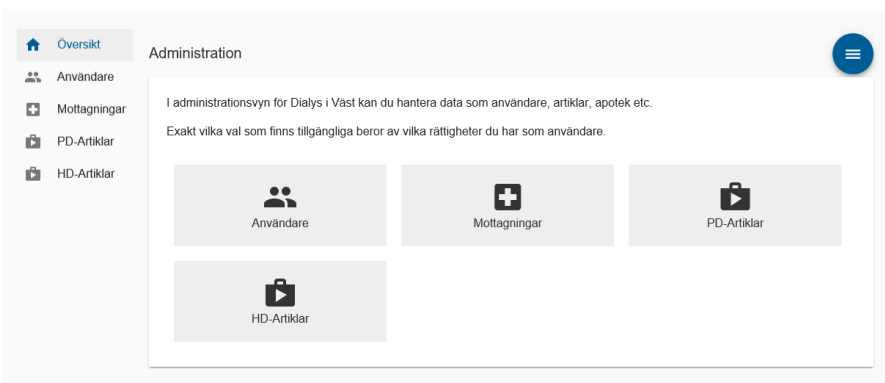 Översikt
Användare
Mottagningar
PD-Artiklar
HD-Artiklar
Administration
I administrationsvyn för Dialys i Väst kan du hantera data som användare, artiklar, apotek etc.
Exakt vilka val som finns tillgängliga beror av vilka rättigheter du har som användare.
Användare
Mottagningar
PD-Artiklar
HD-Artiklar